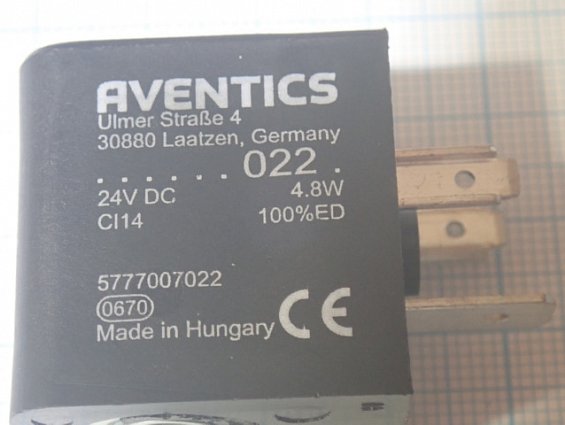 AVENTICS
Ulmer Straße 4
30880 Laatzen, Germany
. . . . . . . 022 .
24V DC 4.8W
CI14 100%ED
5777007022
0670
Made in Hungary CE